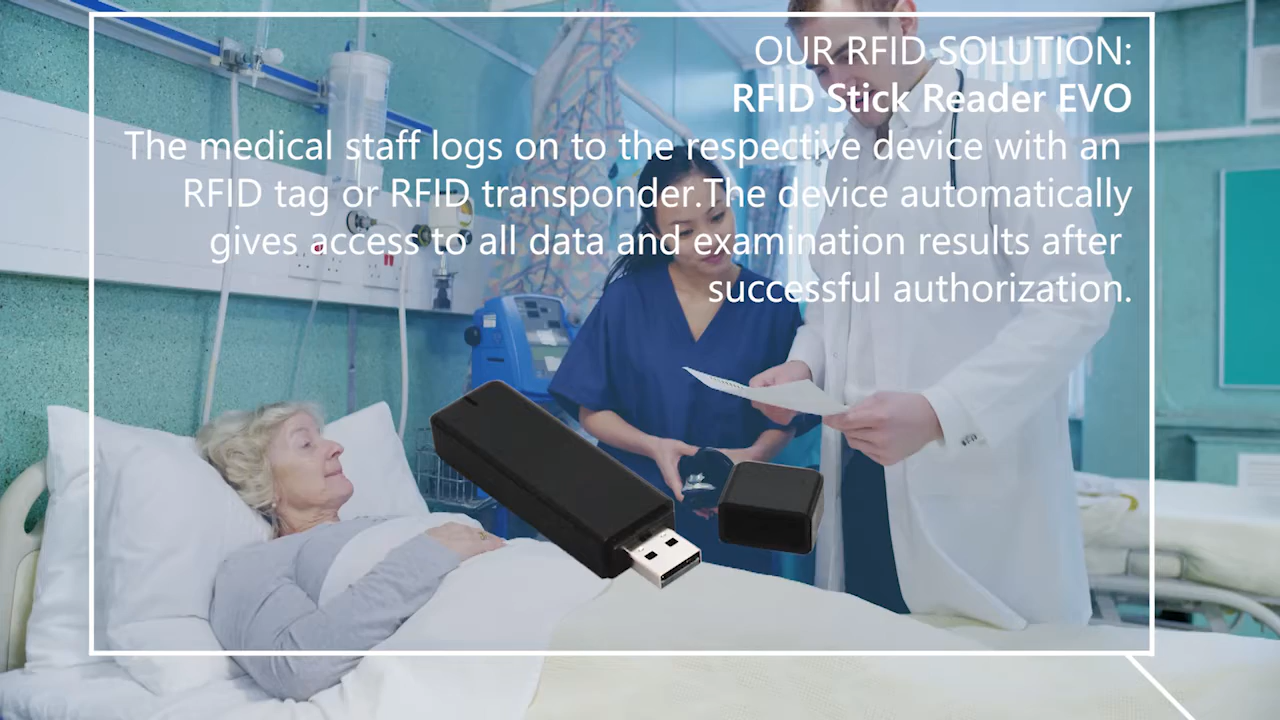 OUR RFID SOLUTION:
RFID Stick Reader EVO
The medical staff logs on to the respective device with an
RFID tag or RFID transponder.The device automatically
gives access to all data and examination results after
successful authorization.